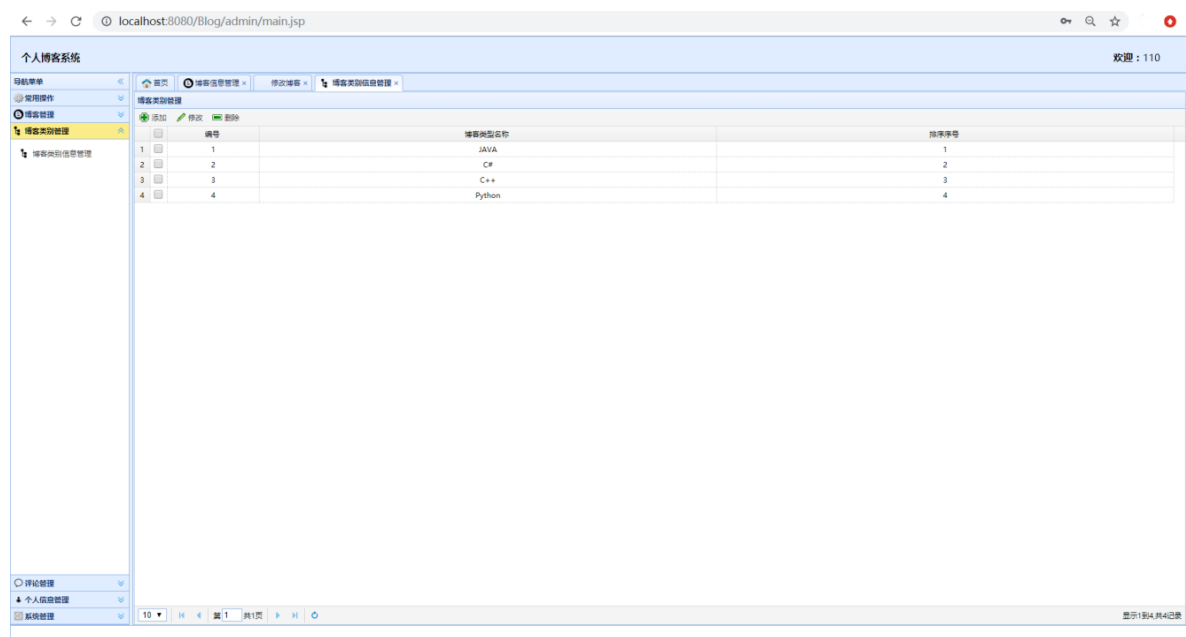 localhost:8080/Blog/admin/main.jsp
个人博客系统 欢迎：110
导航菜单
常用操作
博客管理
博客类别管理
博客类别信息管理
评论管理
个人信息管理
系统管理
首页 博客信息管理 × 修改博客 × 博客类别信息管理 ×
博客类别管理
添加 修改 删除
编号 博客类型名称 排序序号
1 1 JAVA 1
2 2 C# 2
3 3 C++ 3
4 4 Python 4
10 第 1 共1页 显示1到4,共4记录